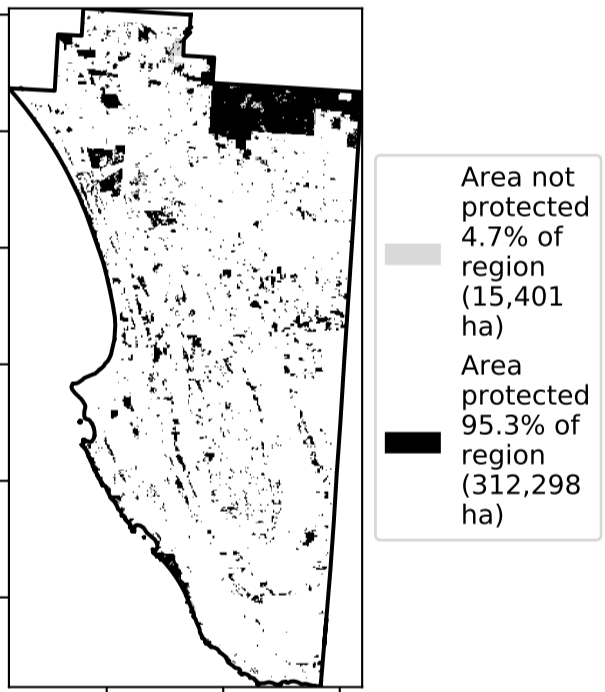 Area not
protected
4.7% of
region
(15,401
ha)
Area
protected
95.3% of
region
(312,298
ha)